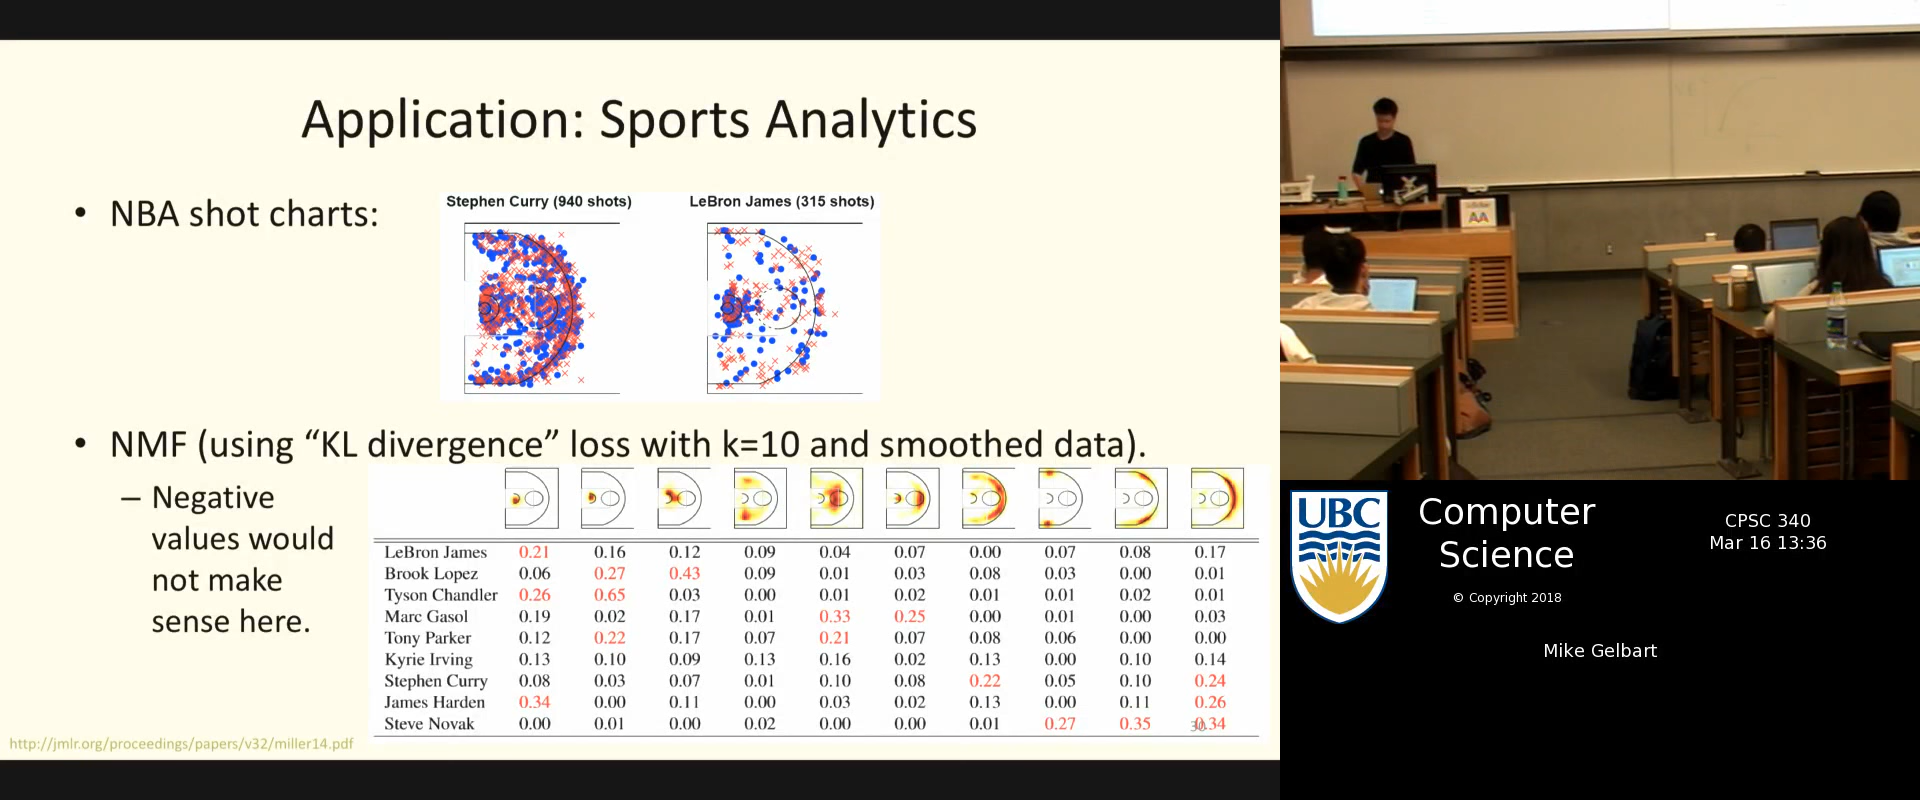 Application: Sports Analytics
• NBA shot charts:
Stephen Curry (940 shots)
LeBron James (315 shots)
• NMF (using “KL divergence” loss with k=10 and smoothed data).
– Negative
values would
not make
sense here.
LeBron James 0.21 0.16 0.12 0.09 0.04 0.07 0.00 0.07 0.08 0.17
Brook Lopez 0.06 0.27 0.43 0.09 0.01 0.03 0.08 0.03 0.00 0.01
Tyson Chandler 0.26 0.65 0.03 0.00 0.01 0.02 0.01 0.01 0.02 0.01
Marc Gasol 0.19 0.02 0.17 0.01 0.33 0.25 0.00 0.01 0.00 0.03
Tony Parker 0.12 0.22 0.17 0.07 0.21 0.07 0.08 0.06 0.00 0.00
Kyrie Irving 0.13 0.10 0.09 0.13 0.16 0.02 0.13 0.00 0.10 0.14
Stephen Curry 0.08 0.03 0.07 0.01 0.10 0.08 0.22 0.05 0.10 0.24
James Harden 0.34 0.00 0.11 0.00 0.03 0.02 0.13 0.00 0.11 0.26
Steve Novak 0.00 0.01 0.00 0.02 0.00 0.00 0.01 0.27 0.35 0.34
30
http://jmlr.org/proceedings/papers/v32/miller14.pdf
UBC
Computer
Science
© Copyright 2018
CPSC 340
Mar 16 13:36
Mike Gelbart